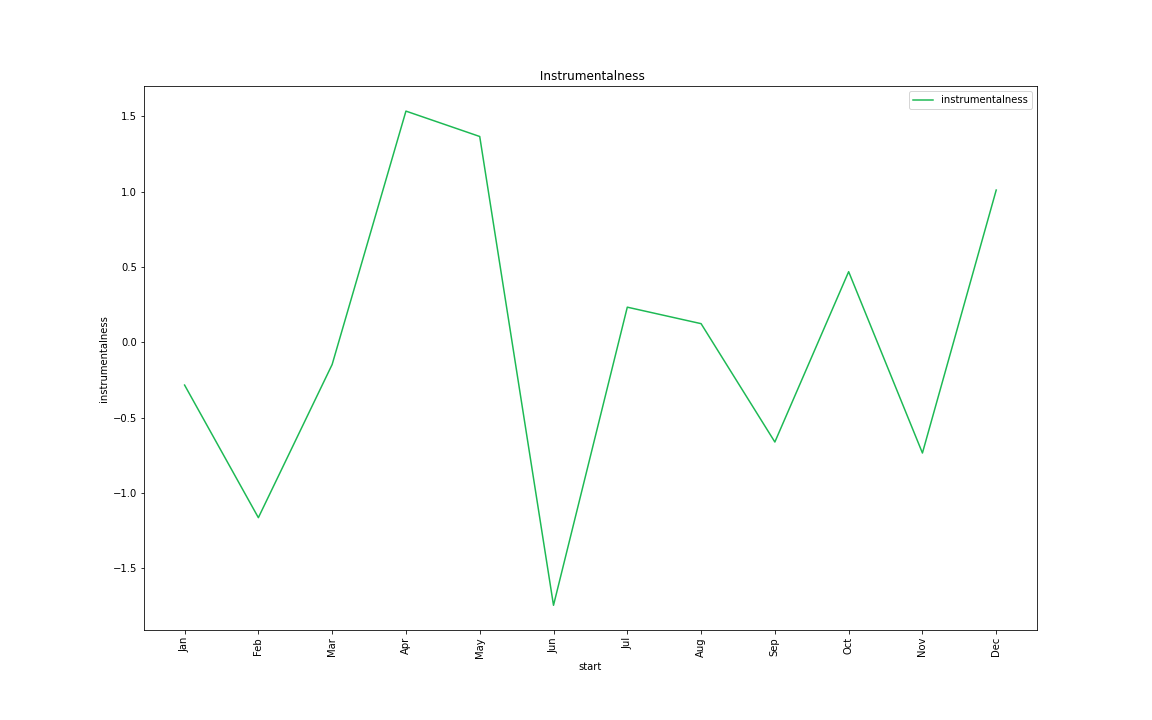 Instrumentalness
instrumentalness
1.5
1.0
0.5
0.0
−0.5
−1.0
−1.5
instrumentalness
Jan
Feb
Mar
Apr
May
Jun
Jul
Aug
Sep
Oct
Nov
Dec
start